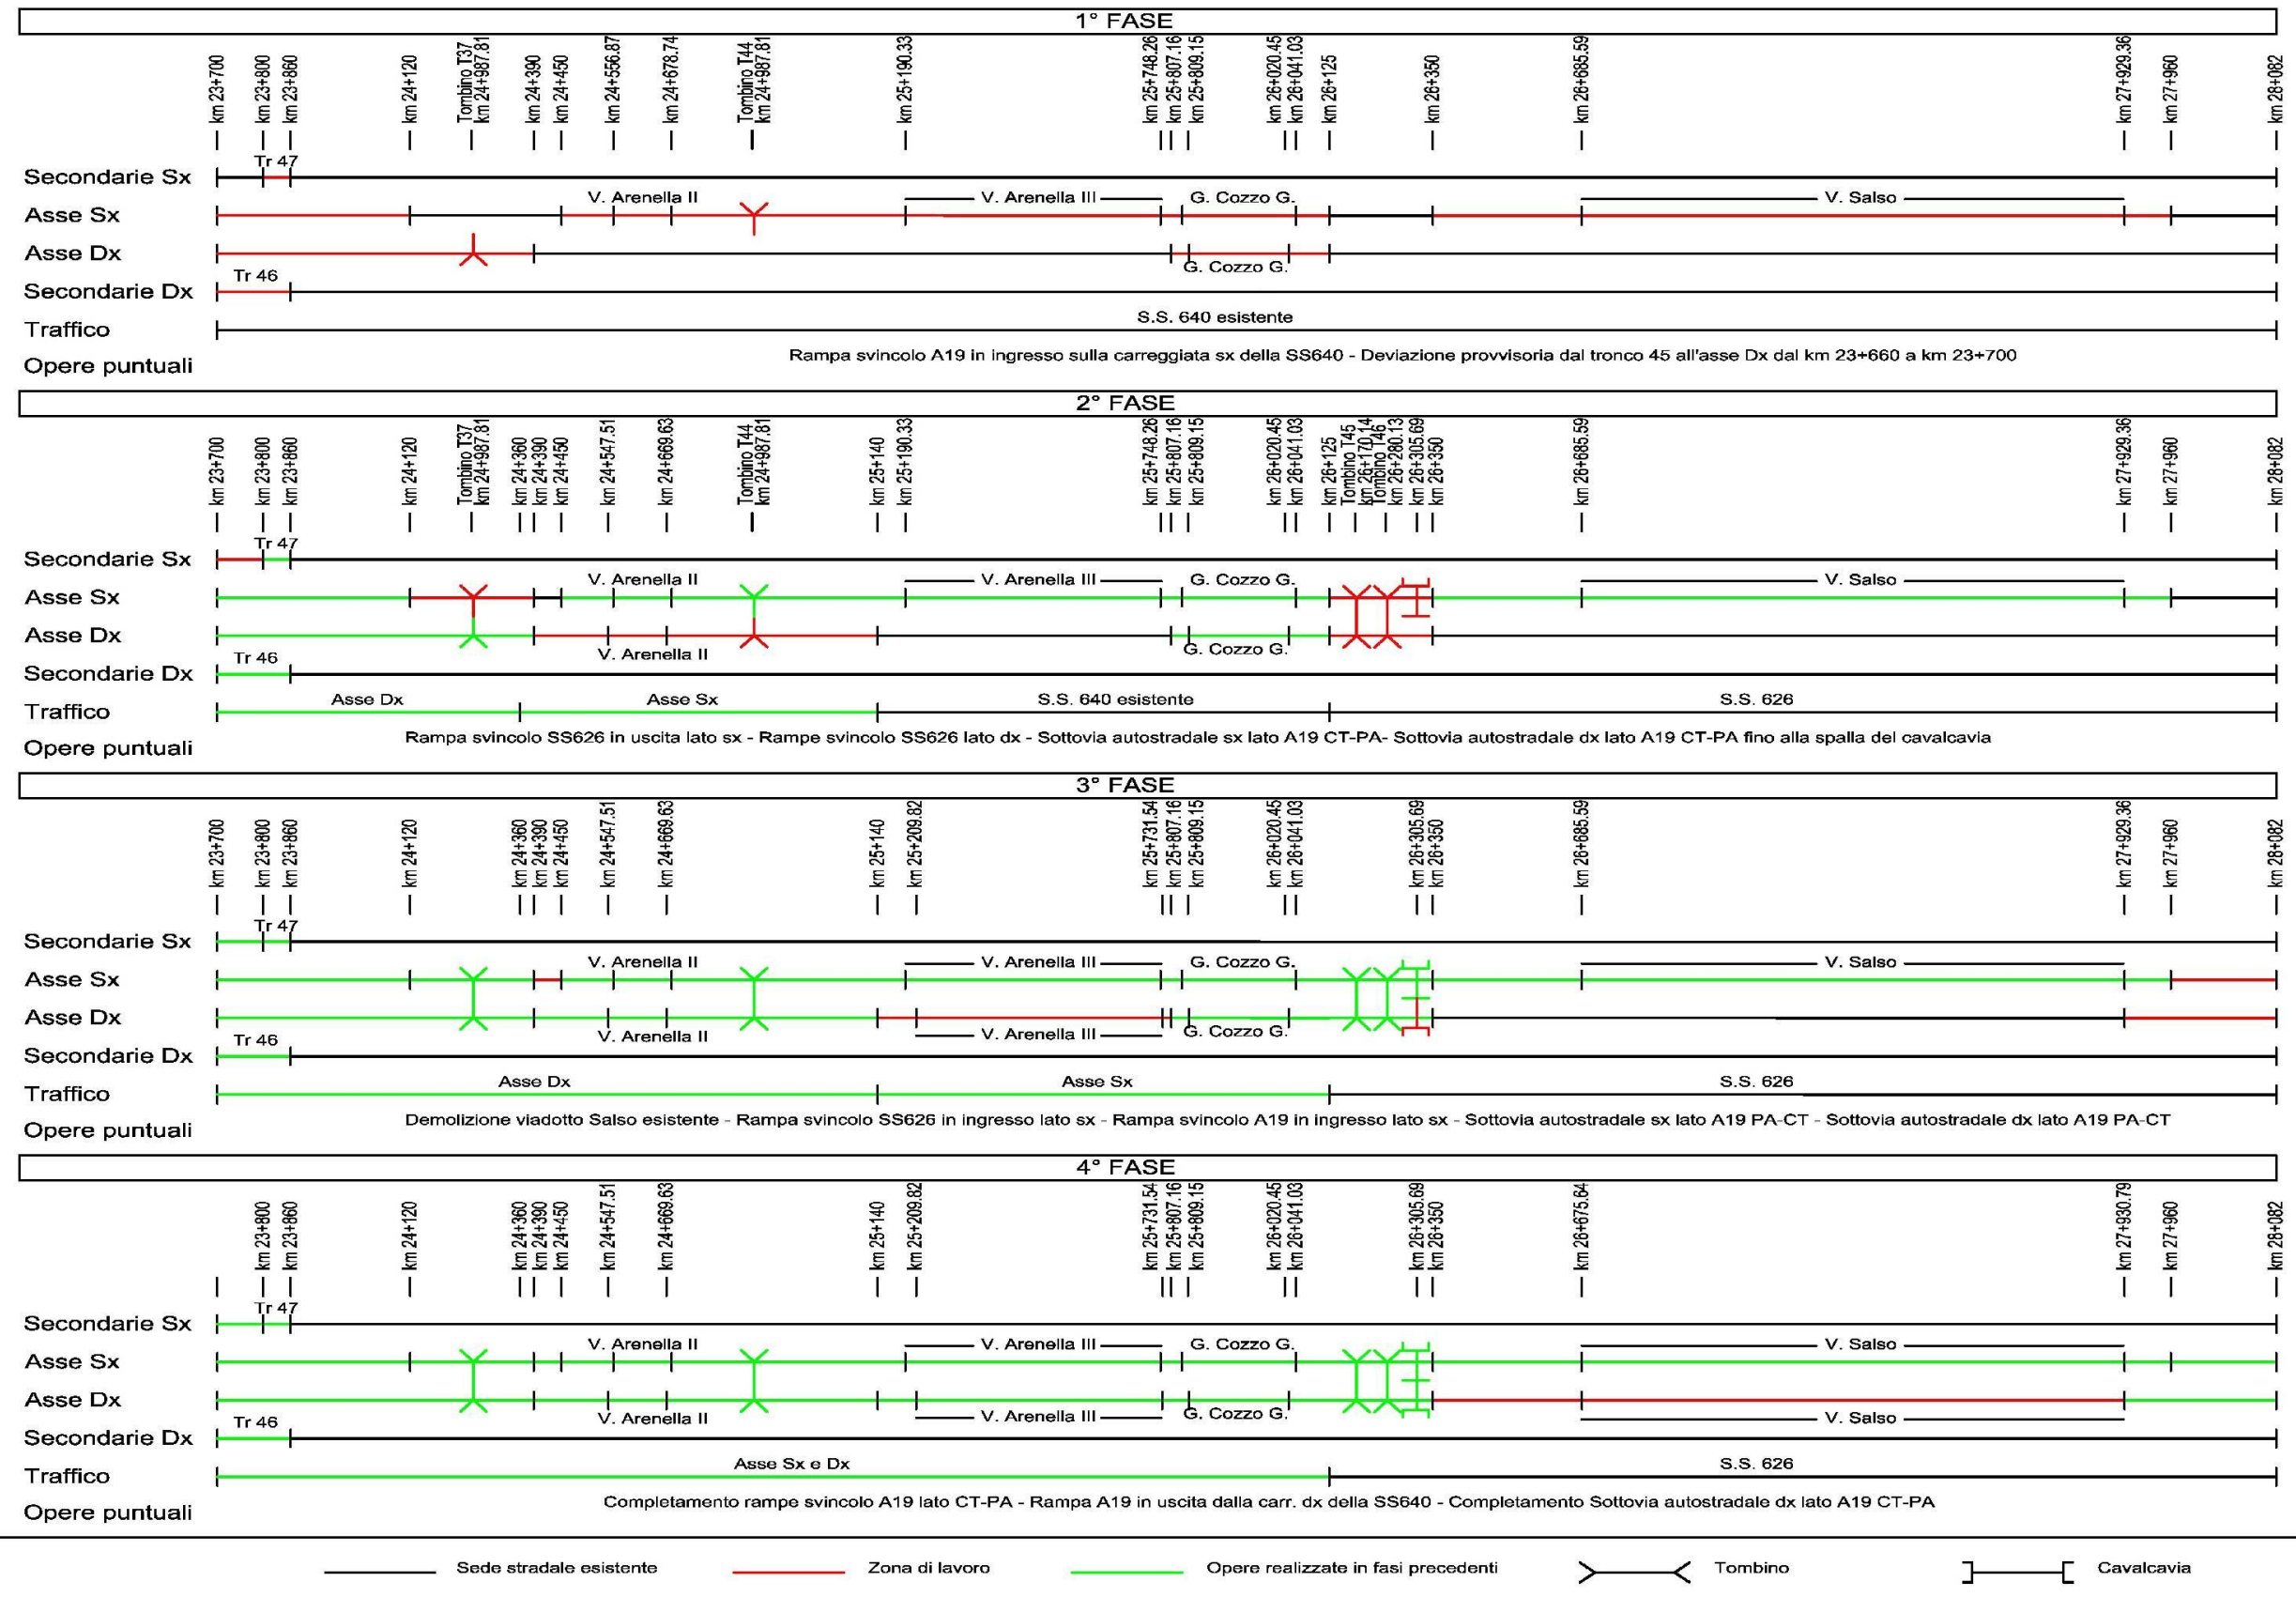 1° FASE
km 23+700
km 23+800
km 23+860
km 24+120
Tombino T37
km 24+987.81
km 24+390
km 24+450
km 24+556.87
km 24+678.74
Tombino T44
km 24+987.81
km 25+190.33
km 25+748.26
km 25+807.16
km 25+809.15
km 26+020.45
km 26+041.03
km 26+125
km 26+350
km 26+685.59
km 27+929.36
km 27+960
km 28+082
Tr 47
Secondarie Sx
V. Arenella II
V. Arenella III
G. Cozzo G.
V. Salso
Asse Sx
Asse Dx
G. Cozzo G.
Tr 46
Secondarie Dx
S.S. 640 esistente
Traffico
Rampa svincolo A19 in ingresso sulla carreggiata sx della SS640 - Deviazione provvisoria dal tronco 45 all'asse Dx dal km 23+660 a km 23+700
Opere puntuali
2° FASE
km 23+700
km 23+800
km 23+860
km 24+120
Tombino T37
km 24+987.81
km 24+360
km 24+390
km 24+450
km 24+547.51
km 24+669.63
Tombino T44
km 24+987.81
km 25+140
km 25+190.33
km 25+748.26
km 25+807.16
km 25+809.15
km 26+020.45
km 26+041.03
km 26+125
Tombino T45
km 26+170.14
Tombino T46
km 26+280.13
km 26+305.69
km 26+350
km 26+685.59
km 27+929.36
km 27+960
km 28+082
Tr 47
Secondarie Sx
V. Arenella II
V. Arenella III
G. Cozzo G.
V. Salso
Asse Sx
Asse Dx
V. Arenella II
G. Cozzo G.
Tr 46
Secondarie Dx
Asse Dx
Asse Sx
S.S. 640 esistente
S.S. 626
Traffico
Rampa svincolo SS626 in uscita lato sx - Rampe svincolo SS626 lato dx - Sottovia autostradale sx lato A19 CT-PA- Sottovia autostradale dx lato A19 CT-PA fino alla spalla del cavalcavia
Opere puntuali
3° FASE
km 23+700
km 23+800
km 23+860
km 24+120
km 24+360
km 24+390
km 24+450
km 24+547.51
km 24+669.63
km 25+140
km 25+209.82
km 25+731.54
km 25+807.16
km 25+809.15
km 26+020.45
km 26+041.03
km 26+305.69
km 26+350
km 26+685.59
km 27+929.36
km 27+960
km 28+082
Tr 47
Secondarie Sx
V. Arenella II
V. Arenella III
G. Cozzo G.
V. Salso
Asse Sx
Asse Dx
V. Arenella II
V. Arenella III
G. Cozzo G.
Tr 46
Secondarie Dx
Asse Dx
Asse Sx
S.S. 626
Traffico
Demolizione viadotto Salso esistente - Rampa svincolo SS626 in ingresso lato sx - Rampa svincolo A19 in ingresso lato sx - Sottovia autostradale sx lato A19 PA-CT - Sottovia autostradale dx lato A19 PA-CT
Opere puntuali
4° FASE
km 23+800
km 23+860
km 24+120
km 24+360
km 24+390
km 24+450
km 24+547.51
km 24+669.63
km 25+140
km 25+209.82
km 25+731.54
km 25+807.16
km 25+809.15
km 26+020.45
km 26+041.03
km 26+305.69
km 26+350
km 26+675.64
km 27+930.79
km 27+960
km 28+082
Tr 47
Secondarie Sx
V. Arenella II
V. Arenella III
G. Cozzo G.
V. Salso
Asse Sx
Asse Dx
V. Arenella II
V. Arenella III
G. Cozzo G.
V. Salso
Tr 46
Secondarie Dx
Asse Sx e Dx
S.S. 626
Traffico
Completamento rampe svincolo A19 lato CT-PA - Rampa A19 in uscita dalla carr. dx della SS640 - Completamento Sottovia autostradale dx lato A19 CT-PA
Opere puntuali
Sede stradale esistente
Zona di lavoro
Opere realizzate in fasi precedenti
Tombino
Cavalcavia